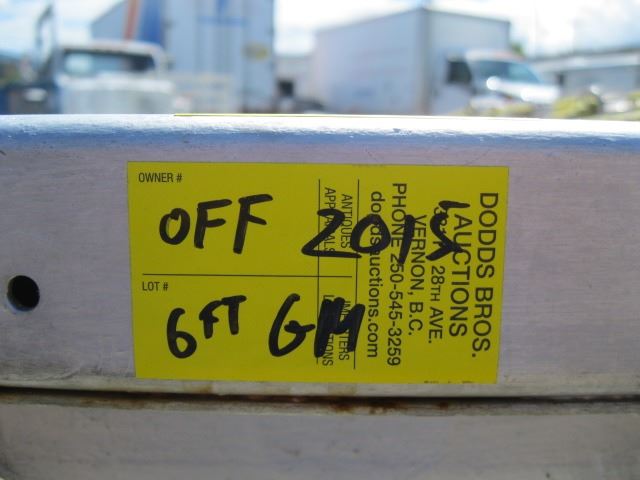 OWNER #
OFF 2015
LOT #
6FT GM
DODDS BROS.
AUCTIONS
28TH AVE.
VERNON, B.C.
PHONE 250-545-3259
doddsauctions.com
ANTIQUES
APPRAISALS